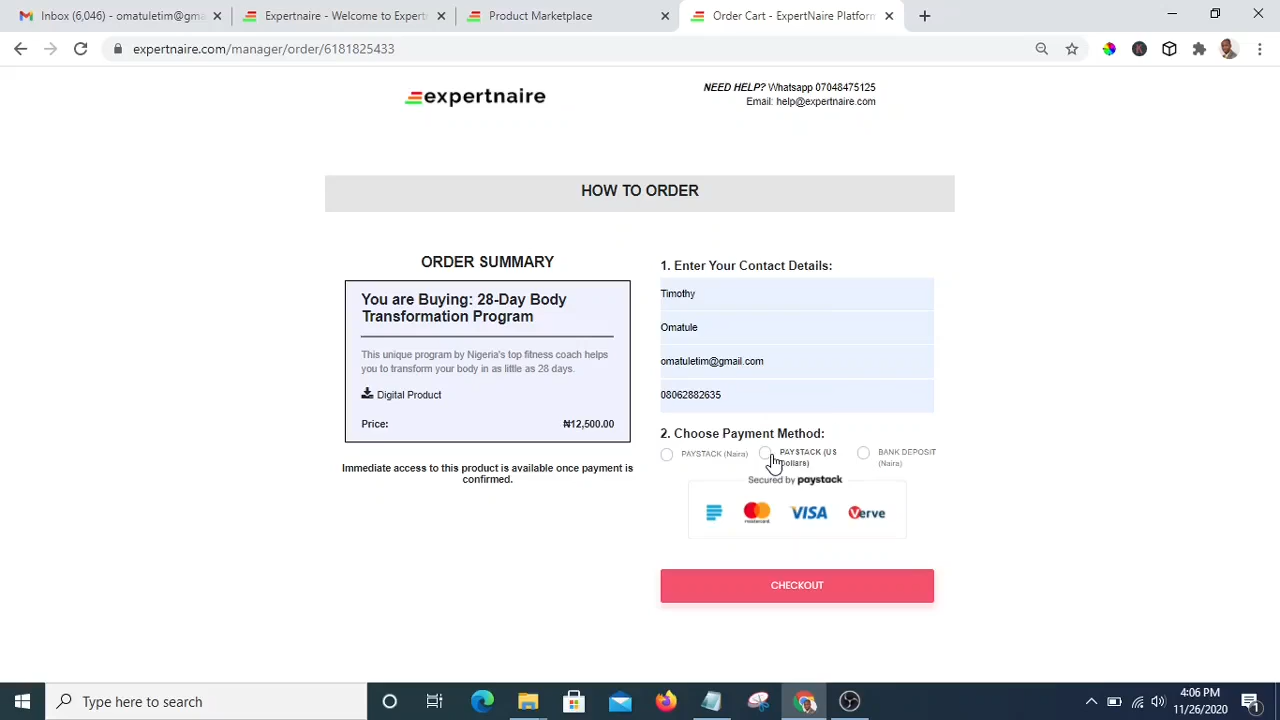 Inbox (6,046) - omatuletim@gma
Expertnaire - Welcome to Expert
Product Marketplace
Order Cart - ExpertNaire Platform
expertnaire.com/manager/order/6181825433
expertnaire
NEED HELP? Whatsapp 07048475125
Email: help@expertnaire.com
HOW TO ORDER
ORDER SUMMARY
You are Buying: 28-Day Body
Transformation Program
This unique program by Nigeria's top fitness coach helps
you to transform your body in as little as 28 days.
Digital Product
Price: ₦12,500.00
Immediate access to this product is available once payment is
confirmed.
1. Enter Your Contact Details:
Timothy
Omatule
omatuletim@gmail.com
08062882635
2. Choose Payment Method:
PAYSTACK (Naira)
PAYSTACK (US
Dollars)
BANK DEPOSIT
(Naira)
Secured by paystack
mastercard
VISA
Verve
CHECKOUT
Type here to search
4:06 PM
11/26/2020
1